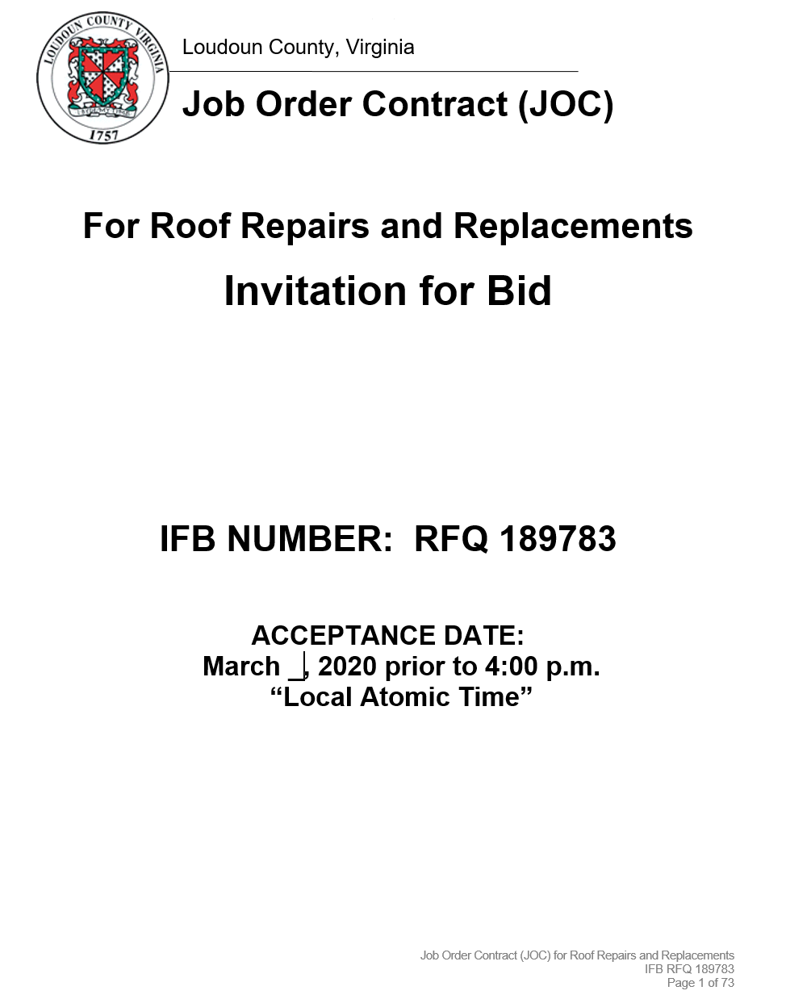 LOUDOUN COUNTY VIRGINIA
1757
Loudoun County, Virginia
Job Order Contract (JOC)
For Roof Repairs and Replacements
Invitation for Bid
IFB NUMBER:  RFQ 189783
ACCEPTANCE DATE:
March _, 2020 prior to 4:00 p.m.
“Local Atomic Time”
Job Order Contract (JOC) for Roof Repairs and Replacements
IFB RFQ 189783
Page 1 of 73